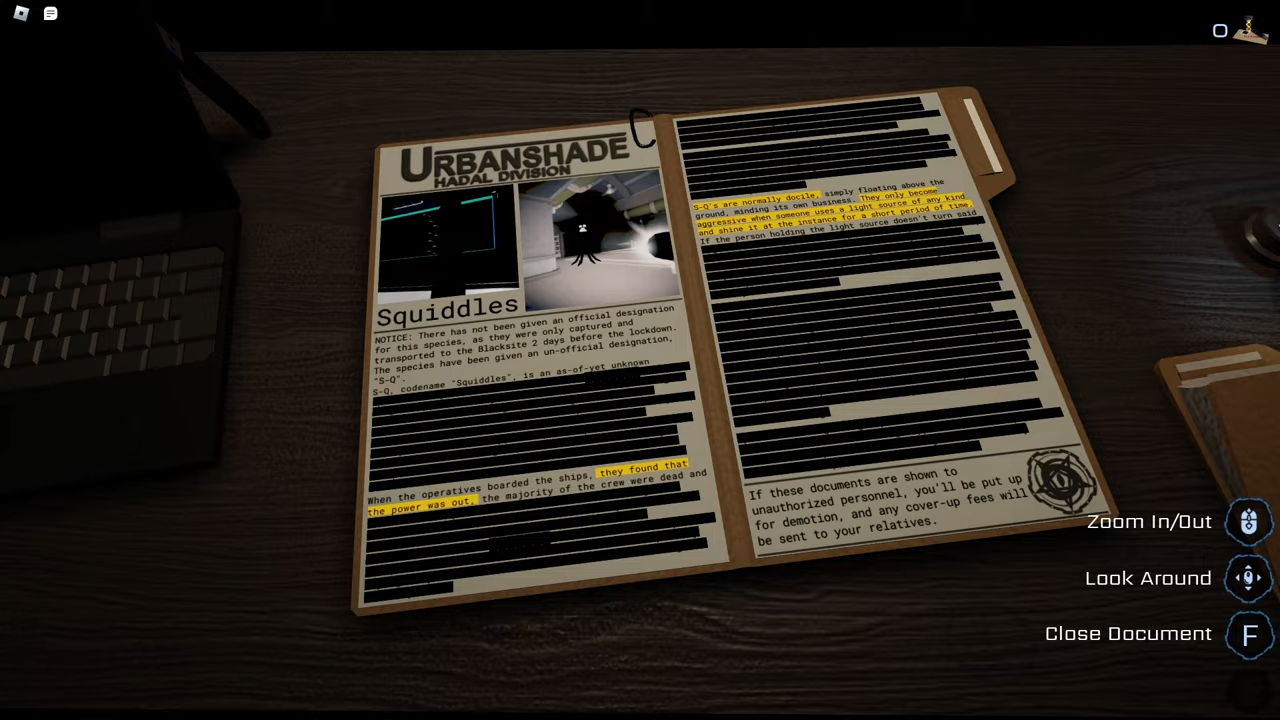 URBANSHADE
HADAL DIVISION
Squiddles
NOTICE: There has not been given an official designation
for this species, as they were only captured and
transported to the Blacksite 2 days before the lockdown.
The species have been given an un-official designation,
"S-Q".
S-Q, codename "Squiddles", is an as-of-yet unknown
When the operatives boarded the ships, they found that
the power was out, the majority of the crew were dead and
S-Q's are normally docile, simply floating above the
ground, minding its own business. They only become
aggressive when someone uses a light source of any kind
and shine it at the instance for a short period of time,
If the person holding the light source doesn't turn said
If these documents are shown to
unauthorized personnel, you'll be put up
for demotion, and any cover-up fees will
be sent to your relatives.
Zoom In/Out
Look Around
Close Document
F